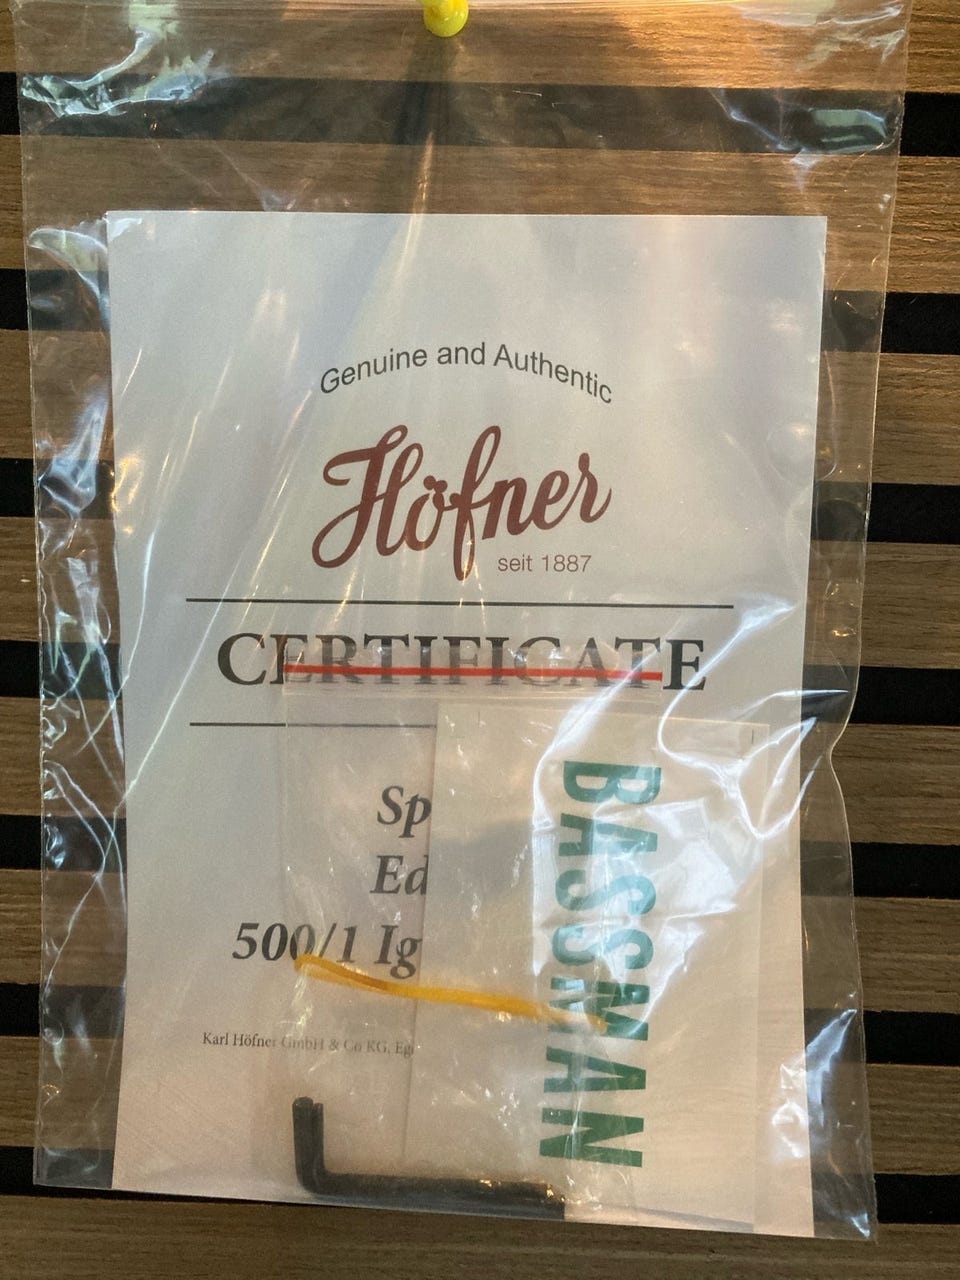 Genuine and Authentic
Höfner
seit 1887
CERTIFICATE
Sp
Ed
500/1 Ig
Karl Höfner GmbH & Co KG, Eg
BASSMAN
BASSMAN